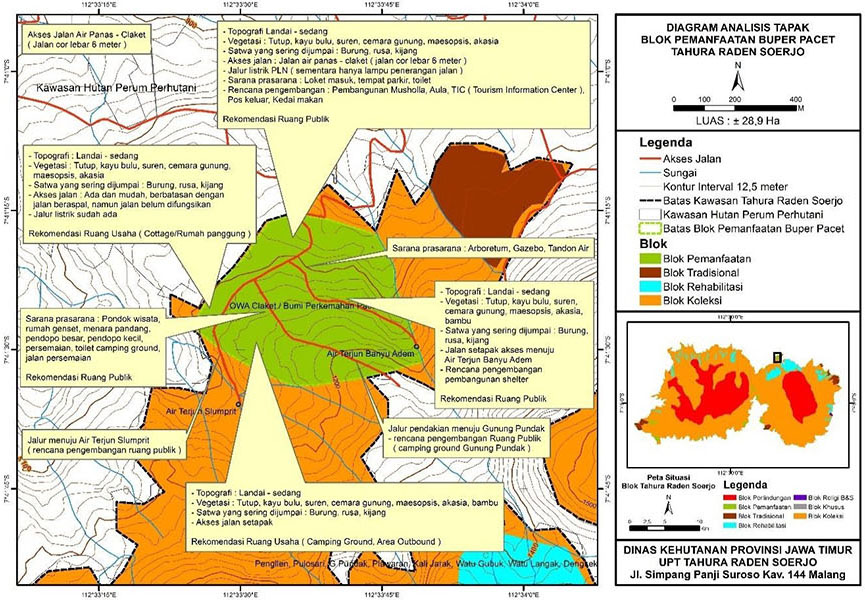 112°33'15"E
112°33'30"E
112°33'45"E
112°34'0"E
7°41'0"S
7°41'15"S
7°41'30"S
7°41'45"S
Akses Jalan Air Panas - Claket
( Jalan cor lebar 6 meter )
Kawasan Hutan Perum Perhutani
- Topografi Landai - sedang
- Vegetasi : Tutup, kayu bulu, suren, cemara gunung, maesopsis, akasia
- Satwa yang sering dijumpai : Burung, rusa, kijang
- Akses jalan : Jalan air panas - claket ( jalan cor lebar 6 meter)
- Jalur listrik PLN ( sementara hanya lampu penerangan jalan )
- Sarana prasarana : Loket masuk, tempat parkir, toilet
- Rencana pengembangan : Pembangunan Musholla, Aula, TIC ( Tourism Information Center ),
Pos keluar, Kedai makan
Rekomendasi Ruang Publik
- Topografi : Landai - sedang
- Vegetasi : Tutup, kayu bulu, suren, cemara gunung,
maesopsis, akasia
- Satwa yang sering dijumpai : Burung, rusa, kijang
- Akses jalan : Ada dan mudah, berbatasan dengan
jalan beraspal, namun jalan belum difungsikan
- Jalur listrik sudah ada
Rekomendasi Ruang Usaha ( Cottage/Rumah panggung )
Sarana prasarana : Arboretum, Gazebo, Tandon Air
OWA Claket / Bumi Perkemahan
Sarana prasarana : Pondok wisata,
rumah genset, menara pandang,
pendopo besar, pendopo kecil,
persemaian, toilet camping ground,
jalan persemaian
Rekomendasi Ruang Publik
- Topografi : Landai - sedang
- Vegetasi : Tutup, kayu bulu, suren,
cemara gunung, maesopsis, akasia,
bambu
- Satwa yang sering dijumpai : Burung,
rusa, kijang
- Jalan setapak akses menuju
Air Terjun Banyu Adem
- Rencana pengembangan
pembangunan shelter
Rekomendasi Ruang Publik
Air Terjun Banyu Adem
Air Terjun Slumprit
Jalur menuju Air Terjun Slumprit
( rencana pengembangan ruang publik )
Jalur pendakian menuju Gunung Pundak
- rencana pengembangan Ruang Publik
( camping ground Gunung Pundak )
- Topografi : Landai - sedang
- Vegetasi : Tutup, kayu bulu, suren, cemara gunung, maesopsis, akasia, bambu
- Satwa yang sering dijumpai : Burung, rusa, kijang
- Akses jalan setapak
Rekomendasi Ruang Usaha ( Camping Ground, Area Outbound )
Pulosari, G.Pundak, Plawaran, Kali Jarak, Watu Gubuk, Watu Langak,
DIAGRAM ANALISIS TAPAK
BLOK PEMANFAATAN BUPER PACET
TAHURA RADEN SOERJO
N
0 100 200 400
M
LUAS : ± 28,9 Ha
Legenda
Akses Jalan
Sungai
Kontur Interval 12,5 meter
Batas Kawasan Tahura Raden Soerjo
Kawasan Hutan Perum Perhutani
Batas Blok Pemanfaatan Buper Pacet
Blok
Blok Pemanfaatan
Blok Tradisional
Blok Rehabilitasi
Blok Koleksi
112°30'0"E
112°30'0"E
Peta Situasi
Blok Tahura Raden Soerjo
N
0 2.5 5 10
Km
Legenda
Blok Perlindungan
Blok Pemanfaatan
Blok Tradisional
Blok Rehabilitasi
Blok Religi B&S
Blok Khusus
Blok Koleksi
DINAS KEHUTANAN PROVINSI JAWA TIMUR
UPT TAHURA RADEN SOERJO
Jl. Simpang Panji Suroso Kav. 144 Malang